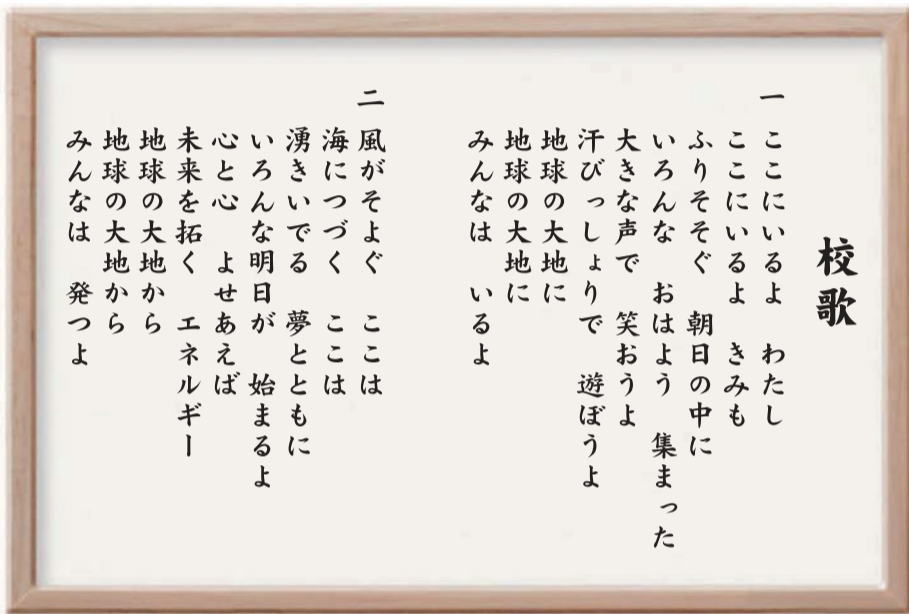 校歌
一 ここにいるよ わたし
ここにいるよ きみも
ふりそそぐ 朝日の中に
いろんな おはよう 集まった
大きな声で 笑おうよ
汗びっしょりで 遊ぼうよ
地球の大地に
地球の大地に
みんなは いるよ
二 風がそよぐ ここは
海につづく ここは
湧きいでる 夢とともに
いろんな明日が 始まるよ
心と心 よせあえば
未来を拓く エネルギー
地球の大地から
地球の大地から
みんなは 発つよ